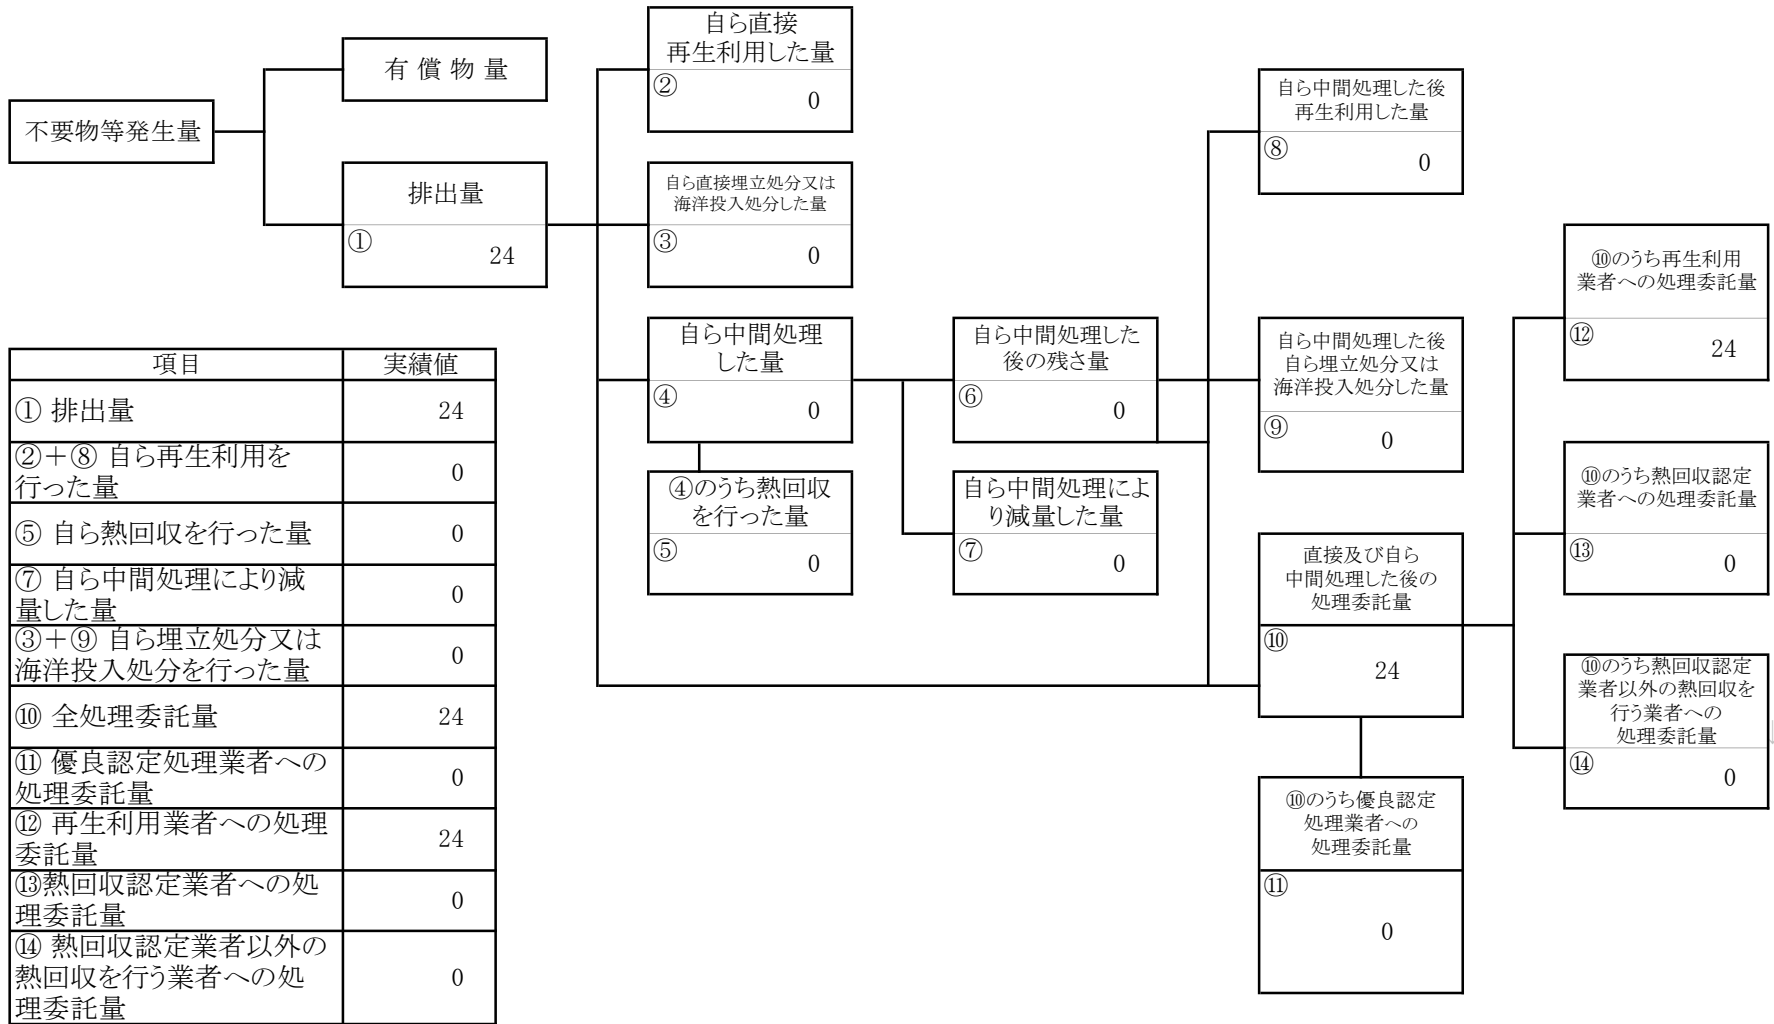 不要物等発生量
有 償 物 量
排出量
①
24
自ら直接
再生利用した量
②
0
自ら直接埋立処分又は
海洋投入処分した量
③
0
自ら中間処理
した量
④
0
④のうち熱回収
を行った量
⑤
0
自ら中間処理した
後の残さ量
⑥
0
自ら中間処理によ
り減量した量
⑦
0
自ら中間処理した後
再生利用した量
⑧
0
自ら中間処理した後
自ら埋立処分又は
海洋投入処分した量
⑨
0
直接及び自ら
中間処理した後の
処理委託量
⑩
24
⑩のうち優良認定
処理業者への
処理委託量
⑪
0
⑩のうち再生利用
業者への処理委託量
⑫
24
⑩のうち熱回収認定
業者への処理委託量
⑬
0
⑩のうち熱回収認定
業者以外の熱回収を
行う業者への
処理委託量
⑭
0
項目 実績値
① 排出量 24
②＋⑧ 自ら再生利用を
行った量 0
⑤ 自ら熱回収を行った量 0
⑦ 自ら中間処理により減
量した量 0
③＋⑨ 自ら埋立処分又は
海洋投入処分を行った量 0
⑩ 全処理委託量 24
⑪ 優良認定処理業者への
処理委託量 0
⑫ 再生利用業者への処理
委託量 24
⑬熱回収認定業者への処
理委託量 0
⑭ 熱回収認定業者以外の
熱回収を行う業者への処
理委託量 0